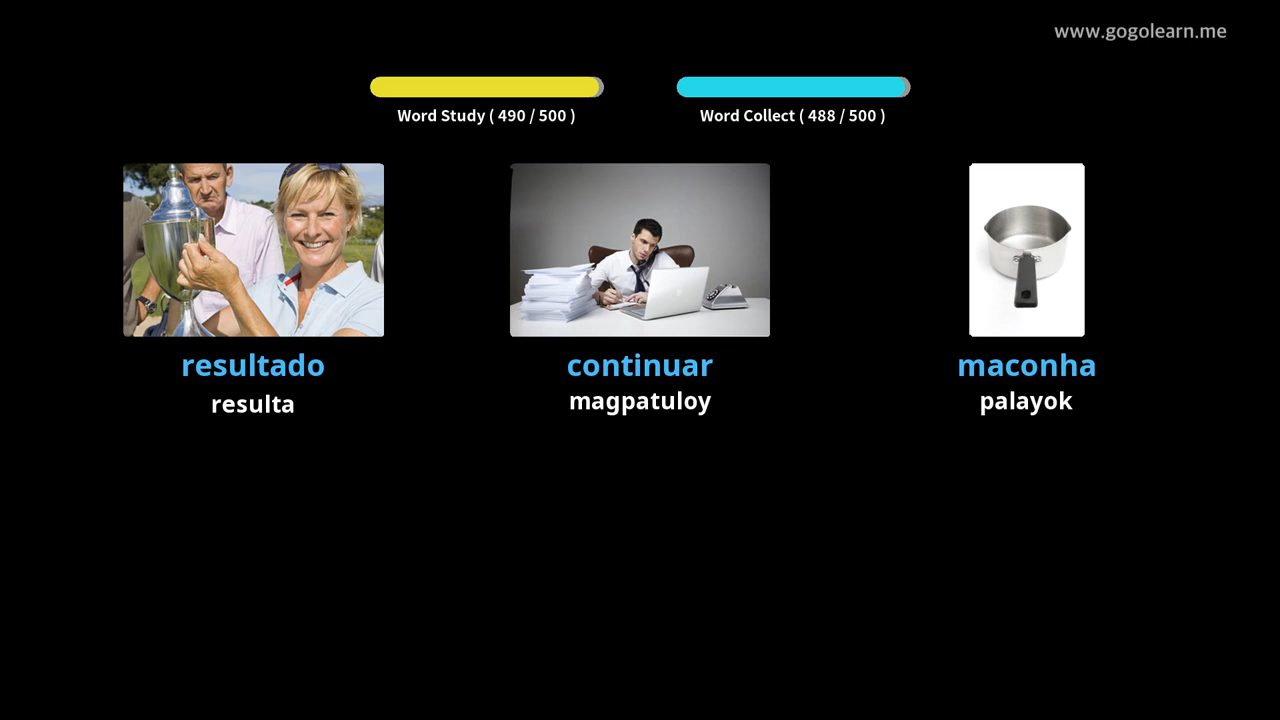 www.gogolearn.me
Word Study ( 490 / 500 )
Word Collect ( 488 / 500 )
resultado
resulta
continuar
magpatuloy
maconha
palayok